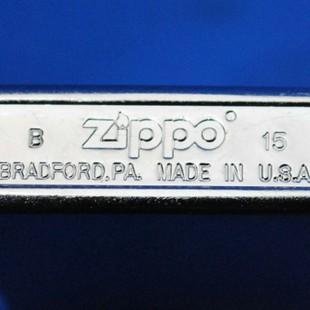 B Zippo® 15
BRADFORD, PA. MADE IN U.S.A